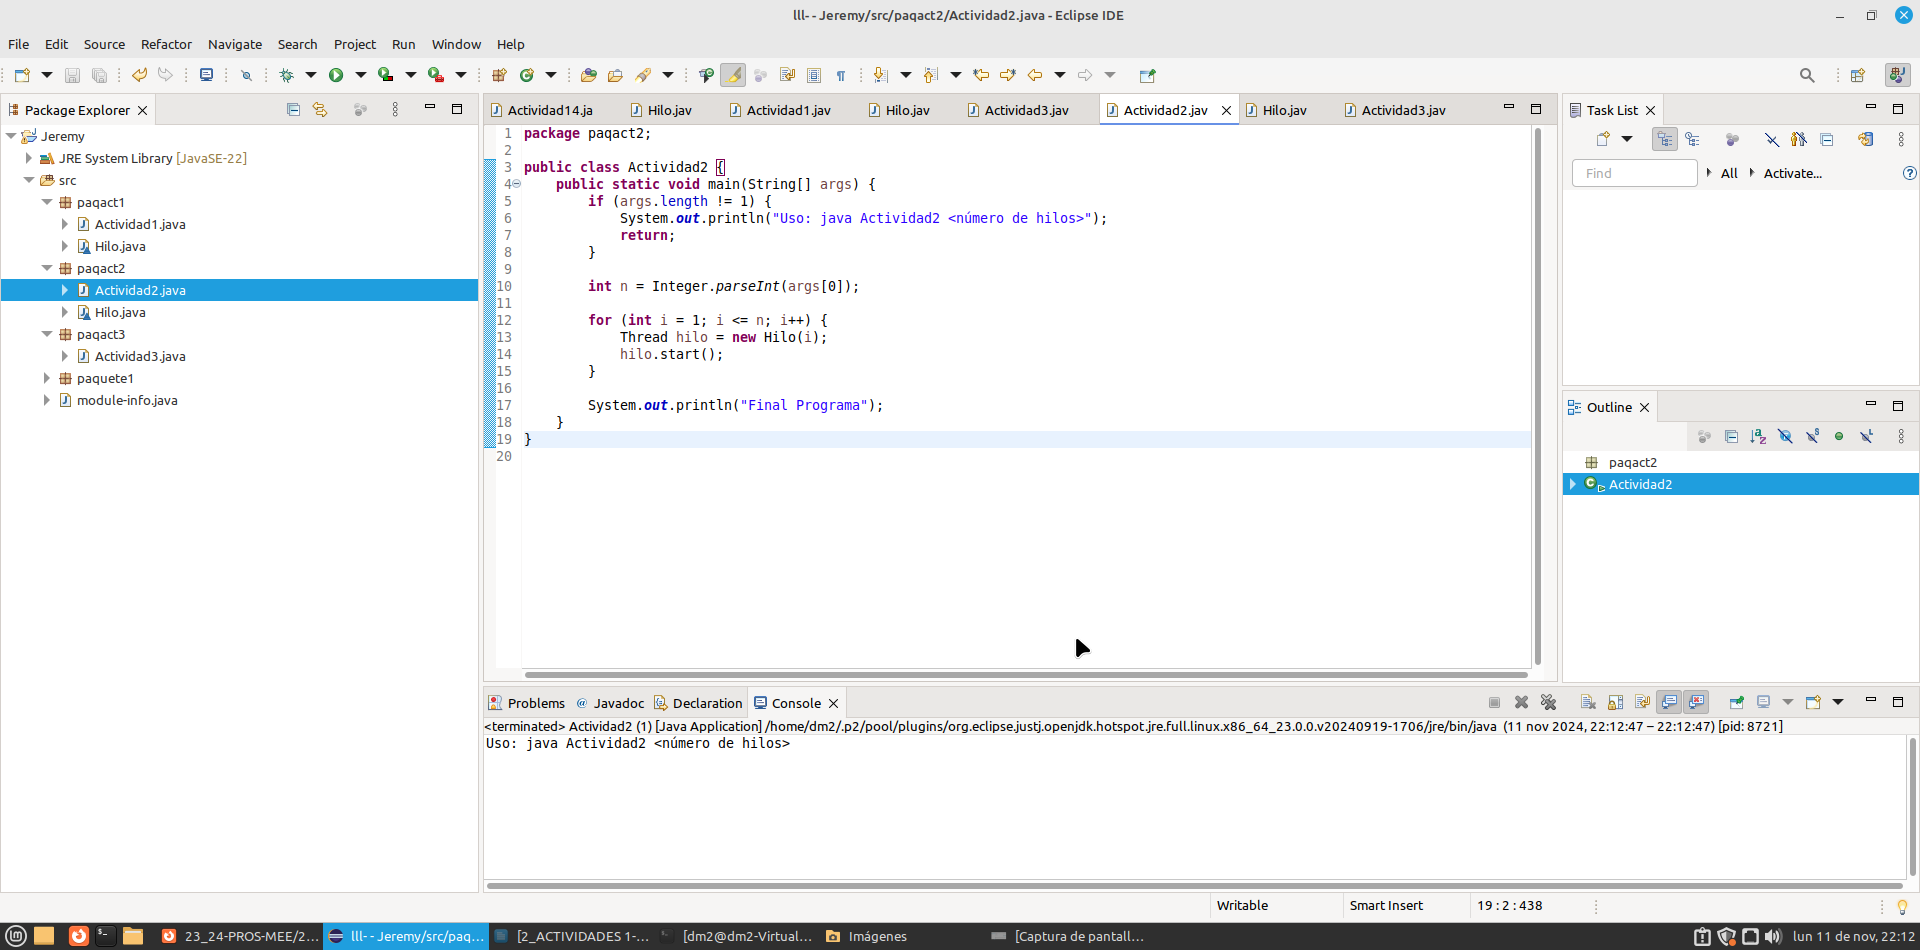 lll- - Jeremy/src/paqact2/Actividad2.java - Eclipse IDE
File Edit Source Refactor Navigate Search Project Run Window Help
Package Explorer
Jeremy
JRE System Library [JavaSE-22]
src
paqact1
Actividad1.java
Hilo.java
paqact2
Actividad2.java
Hilo.java
paqact3
Actividad3.java
paquete1
module-info.java
Actividad14.ja Hilo.jav Actividad1.jav Hilo.jav Actividad3.jav Actividad2.jav Hilo.jav Actividad3.jav
1 package paqact2;
2
3 public class Actividad2 {
4 public static void main(String[] args) {
5 if (args.length != 1) {
6 System.out.println("Uso: java Actividad2 <número de hilos>");
7 return;
8 }
9
10 int n = Integer.parseInt(args[0]);
11
12 for (int i = 1; i <= n; i++) {
13 Thread hilo = new Hilo(i);
14 hilo.start();
15 }
16
17 System.out.println("Final Programa");
18 }
19 }
20
Task List
Find All Activate...
Outline
paqact2
Actividad2
Problems Javadoc Declaration Console
<terminated> Actividad2 (1) [Java Application] /home/dm2/.p2/pool/plugins/org.eclipse.justj.openjdk.hotspot.jre.full.linux.x86_64_23.0.0.v20240919-1706/jre/bin/java (11 nov 2024, 22:12:47 – 22:12:47) [pid: 8721]
Uso: java Actividad2 <número de hilos>
Writable Smart Insert 19 : 2 : 438
23_24-PROS-MEE/2... lll- - Jeremy/src/paq... [2_ACTIVIDADES 1-... [dm2@dm2-Virtual... Imágenes [Captura de pantall... lun 11 de nov, 22:12